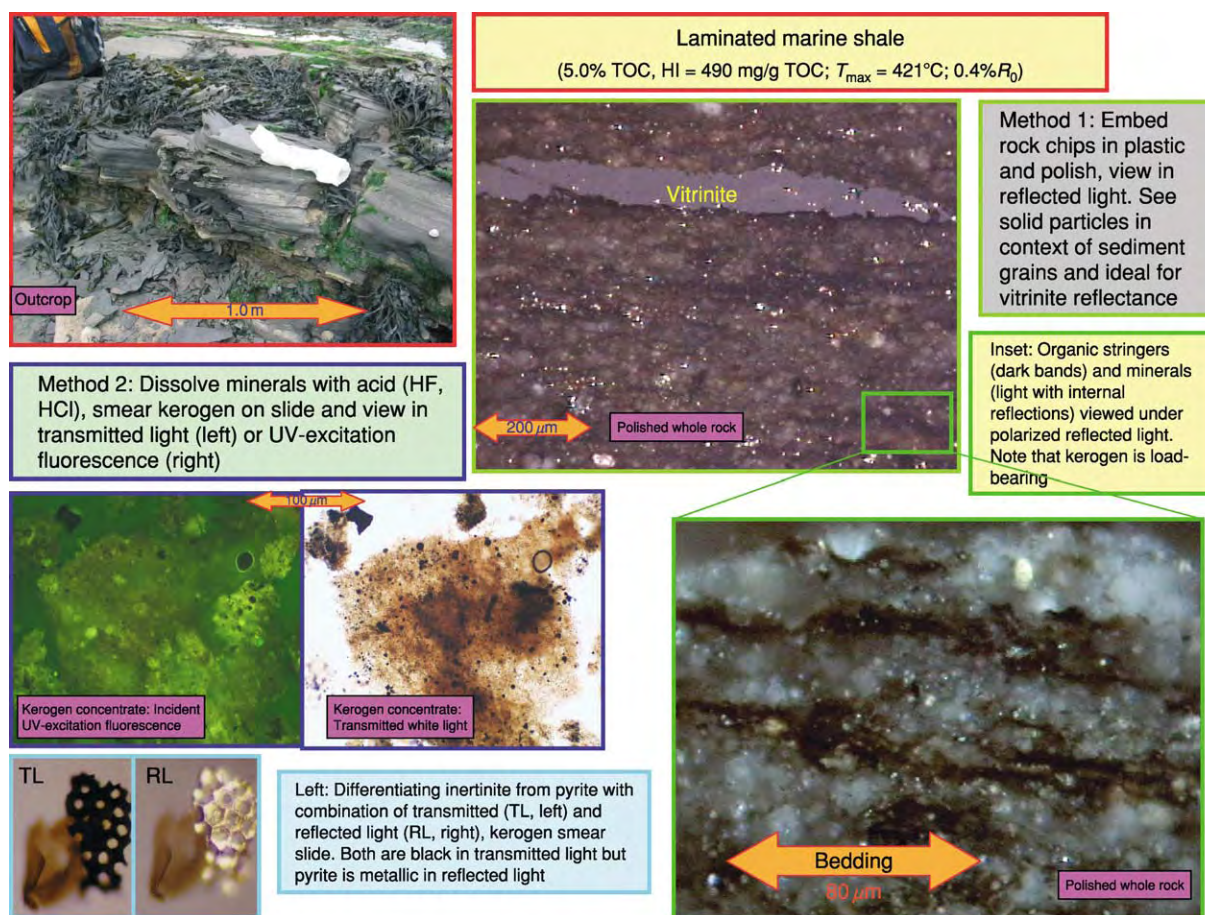 Outcrop
1.0 m
Laminated marine shale
(5.0% TOC, HI = 490 mg/g TOC; Tmax = 421°C; 0.4%R0)
Vitrinite
200 µm
Polished whole rock
Method 1: Embed
rock chips in plastic
and polish, view in
reflected light. See
solid particles in
context of sediment
grains and ideal for
vitrinite reflectance
Method 2: Dissolve minerals with acid (HF,
HCl), smear kerogen on slide and view in
transmitted light (left) or UV-excitation
fluorescence (right)
Inset: Organic stringers
(dark bands) and minerals
(light with internal
reflections) viewed under
polarized reflected light.
Note that kerogen is load-
bearing
100 µm
Kerogen concentrate: Incident
UV-excitation fluorescence
Kerogen concentrate:
Transmitted white light
TL
RL
Left: Differentiating inertinite from pyrite with
combination of transmitted (TL, left) and
reflected light (RL, right), kerogen smear
slide. Both are black in transmitted light but
pyrite is metallic in reflected light
Bedding
80 µm
Polished whole rock